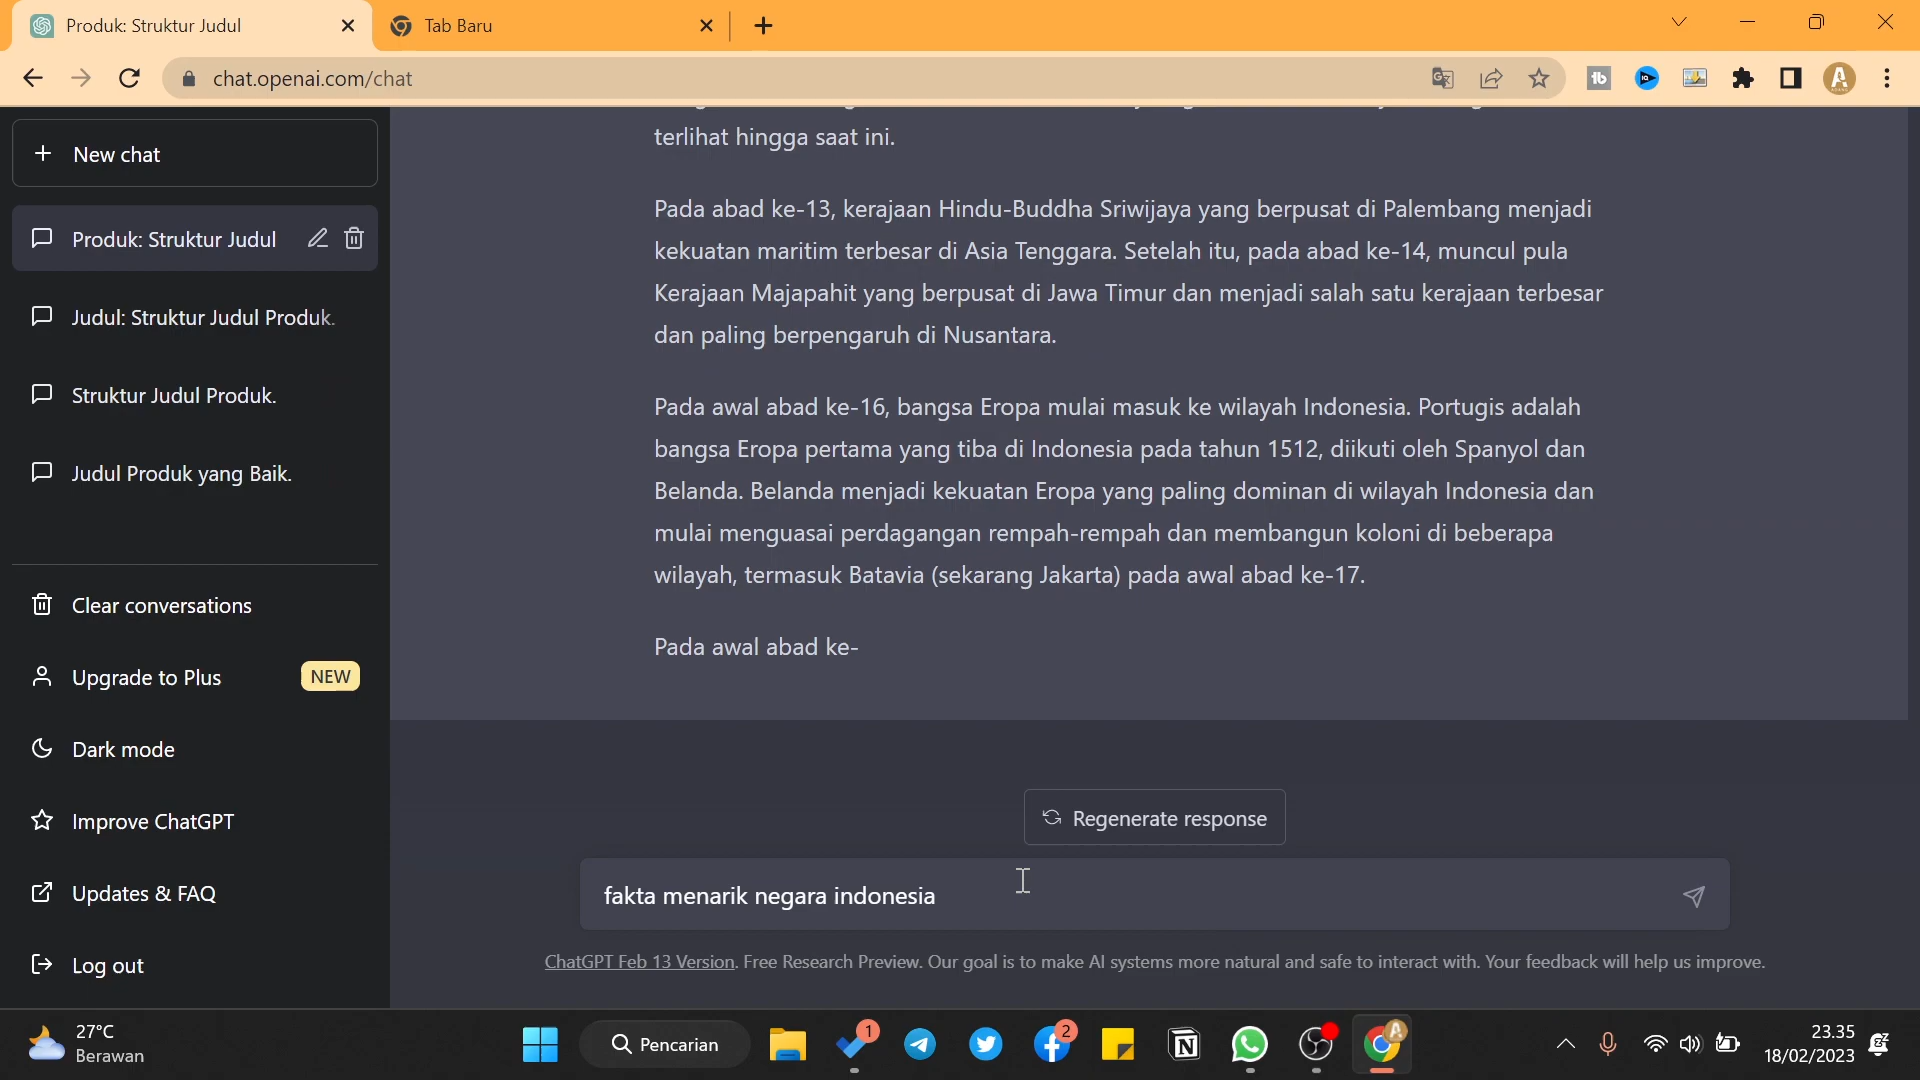 Produk: Struktur Judul
Tab Baru
chat.openai.com/chat
New chat
Produk: Struktur Judul
Judul: Struktur Judul Produk.
Struktur Judul Produk.
Judul Produk yang Baik.
Clear conversations
Upgrade to Plus
NEW
Dark mode
Improve ChatGPT
Updates & FAQ
Log out
terlihat hingga saat ini.
Pada abad ke-13, kerajaan Hindu-Buddha Sriwijaya yang berpusat di Palembang menjadi
kekuatan maritim terbesar di Asia Tenggara. Setelah itu, pada abad ke-14, muncul pula
Kerajaan Majapahit yang berpusat di Jawa Timur dan menjadi salah satu kerajaan terbesar
dan paling berpengaruh di Nusantara.
Pada awal abad ke-16, bangsa Eropa mulai masuk ke wilayah Indonesia. Portugis adalah
bangsa Eropa pertama yang tiba di Indonesia pada tahun 1512, diikuti oleh Spanyol dan
Belanda. Belanda menjadi kekuatan Eropa yang paling dominan di wilayah Indonesia dan
mulai menguasai perdagangan rempah-rempah dan membangun koloni di beberapa
wilayah, termasuk Batavia (sekarang Jakarta) pada awal abad ke-17.
Pada awal abad ke-
Regenerate response
fakta menarik negara indonesia
ChatGPT Feb 13 Version. Free Research Preview. Our goal is to make AI systems more natural and safe to interact with. Your feedback will help us improve.
27°C
Berawan
Pencarian
1
2
23.35
18/02/2023